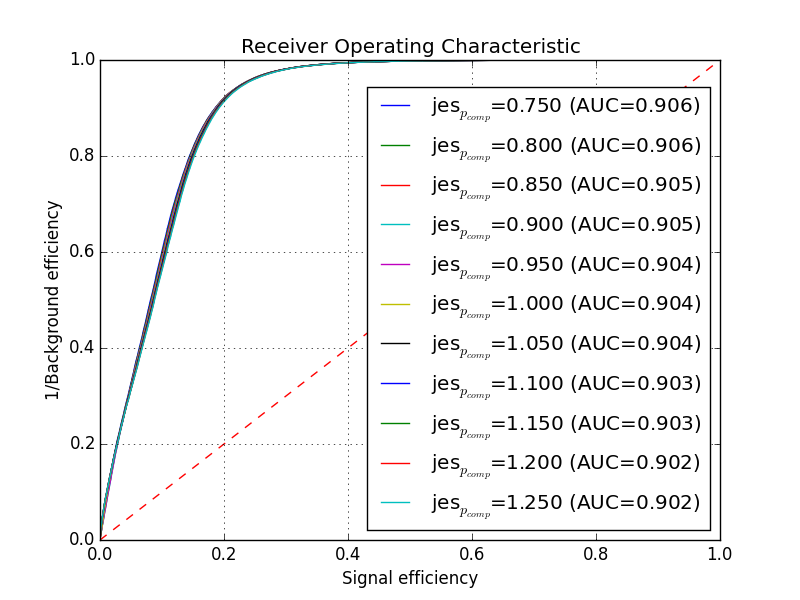 Receiver Operating Characteristic
1.0
0.8
0.6
0.4
0.2
0.0
1/Background efficiency
jes_{p_{comp}}=0.750 (AUC=0.906)
jes_{p_{comp}}=0.800 (AUC=0.906)
jes_{p_{comp}}=0.850 (AUC=0.905)
jes_{p_{comp}}=0.900 (AUC=0.905)
jes_{p_{comp}}=0.950 (AUC=0.904)
jes_{p_{comp}}=1.000 (AUC=0.904)
jes_{p_{comp}}=1.050 (AUC=0.904)
jes_{p_{comp}}=1.100 (AUC=0.903)
jes_{p_{comp}}=1.150 (AUC=0.903)
jes_{p_{comp}}=1.200 (AUC=0.902)
jes_{p_{comp}}=1.250 (AUC=0.902)
0.0 0.2 0.4 0.6 0.8 1.0
Signal efficiency